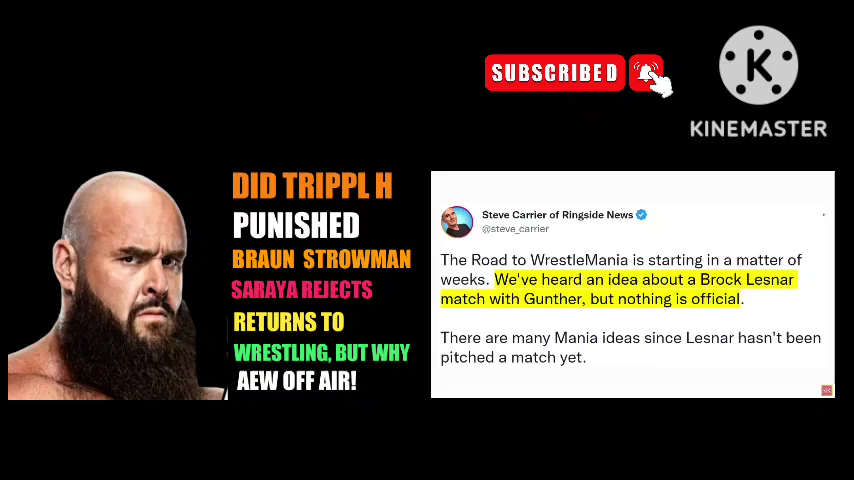 SUBSCRIBED
K
KINEMASTER
DID TRIPPL H
PUNISHED
BRAUN STROWMAN
SARAYA REJECTS
RETURNS TO
WRESTLING, BUT WHY
AEW OFF AIR!
Steve Carrier of Ringside News
@steve_carrier
The Road to WrestleMania is starting in a matter of
weeks. We've heard an idea about a Brock Lesnar
match with Gunther, but nothing is official.
There are many Mania ideas since Lesnar hasn't been
pitched a match yet.